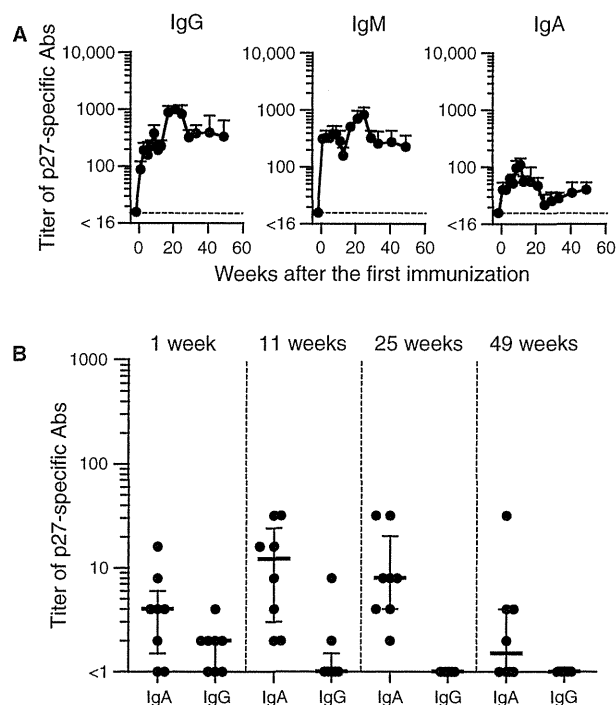 A
IgG IgM IgA
Titer of p27-specific Abs
10,000 10,000 10,000
1000 1000 1000
100 100 100
<16 <16 <16
0 20 40 60 0 20 40 60 0 20 40 60
Weeks after the first immunization
B
1 week 11 weeks 25 weeks 49 weeks
Titer of p27-specific Abs
1000
100
10
<1
IgA IgG IgA IgG IgA IgG IgA IgG